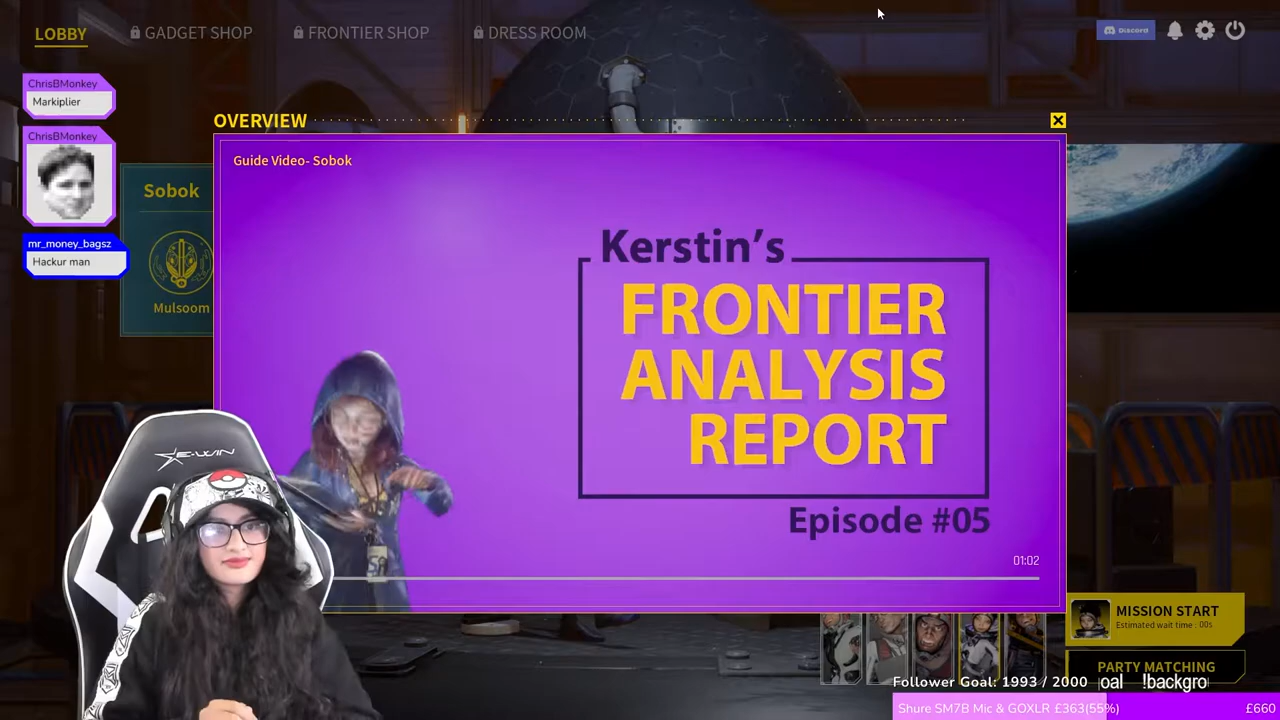 LOBBY
GADGET SHOP
FRONTIER SHOP
DRESS ROOM
Discord
ChrisBMonkey
Markiplier
ChrisBMonkey
mr_money_bagsz
Hackur man
Sobok
Mulsoom
OVERVIEW
Guide Video- Sobok
Kerstin's
FRONTIER
ANALYSIS
REPORT
Episode #05
01:02
E-WIN
MISSION START
Estimated wait time : 00s
PARTY MATCHING
Follower Goal: 1993 / 2000
oal !backgro
Shure SM7B Mic & GOXLR £363(55%)
£660